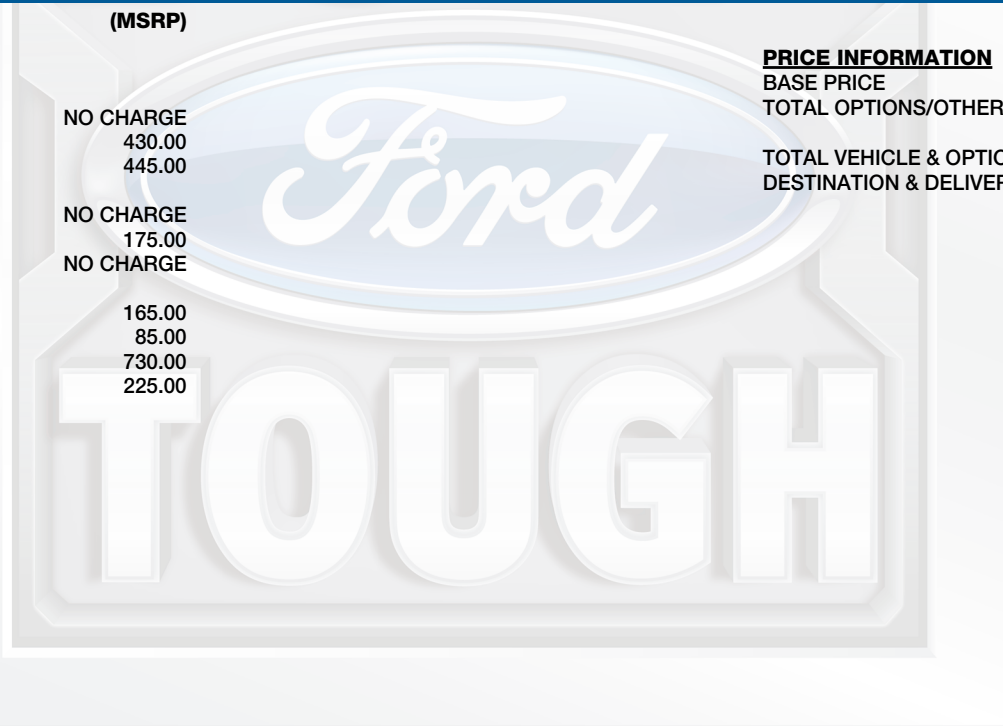 (MSRP)
NO CHARGE
430.00
445.00
NO CHARGE
175.00
NO CHARGE
165.00
85.00
730.00
225.00
PRICE INFORMATION
BASE PRICE
TOTAL OPTIONS/OTHER
TOTAL VEHICLE & OPTIO
DESTINATION & DELIVER
Ford
TOUGH